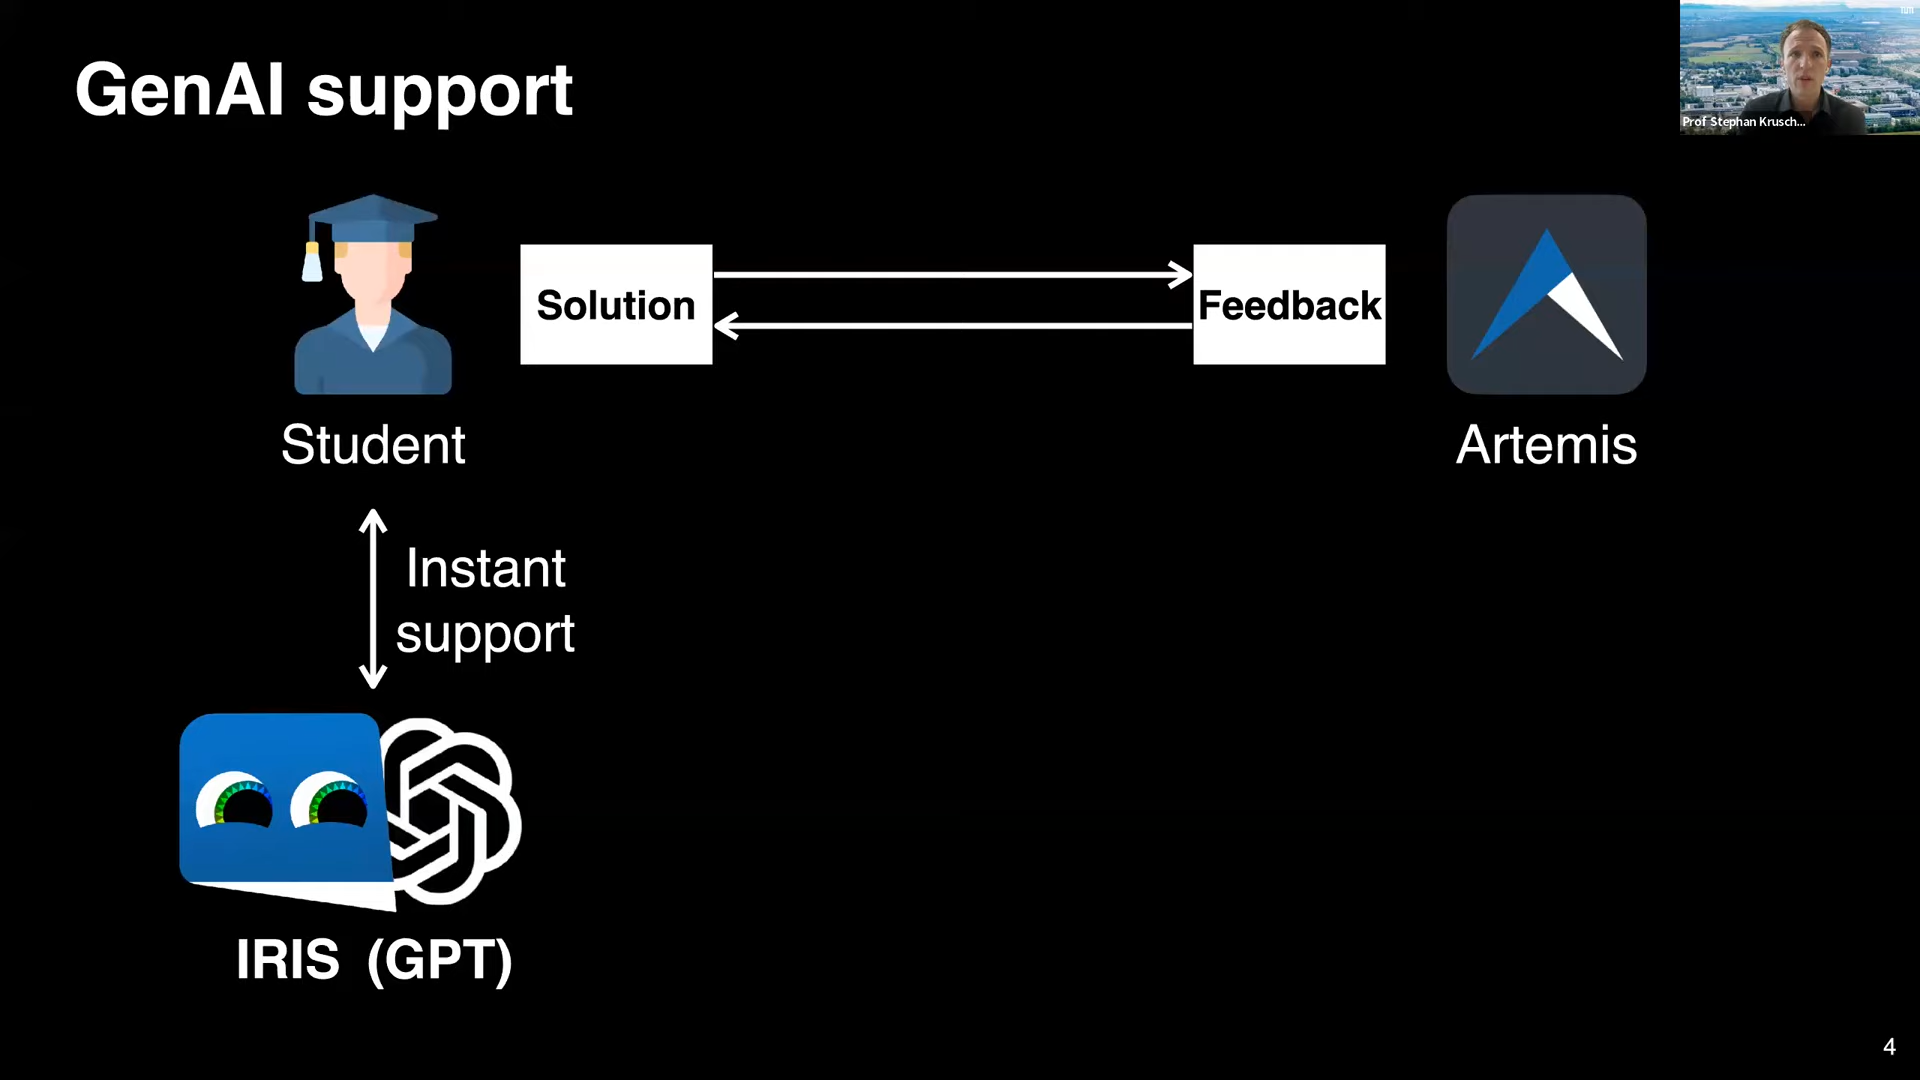 GenAI support
Prof Stephan Krusch...
Solution
Feedback
Student
Artemis
Instant
support
IRIS (GPT)
4